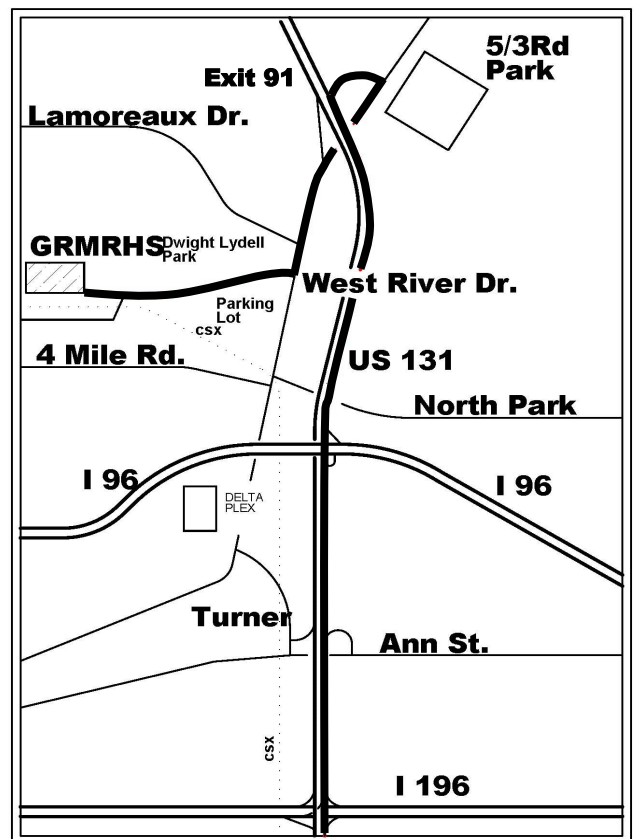 5/3Rd
Park
Exit 91
Lamoreaux Dr.
GRMRHS
Dwight Lydell
Park
West River Dr.
Parking
Lot
csx
4 Mile Rd.
US 131
North Park
I 96
I 96
DELTA
PLEX
Turner
Ann St.
csx
I 196